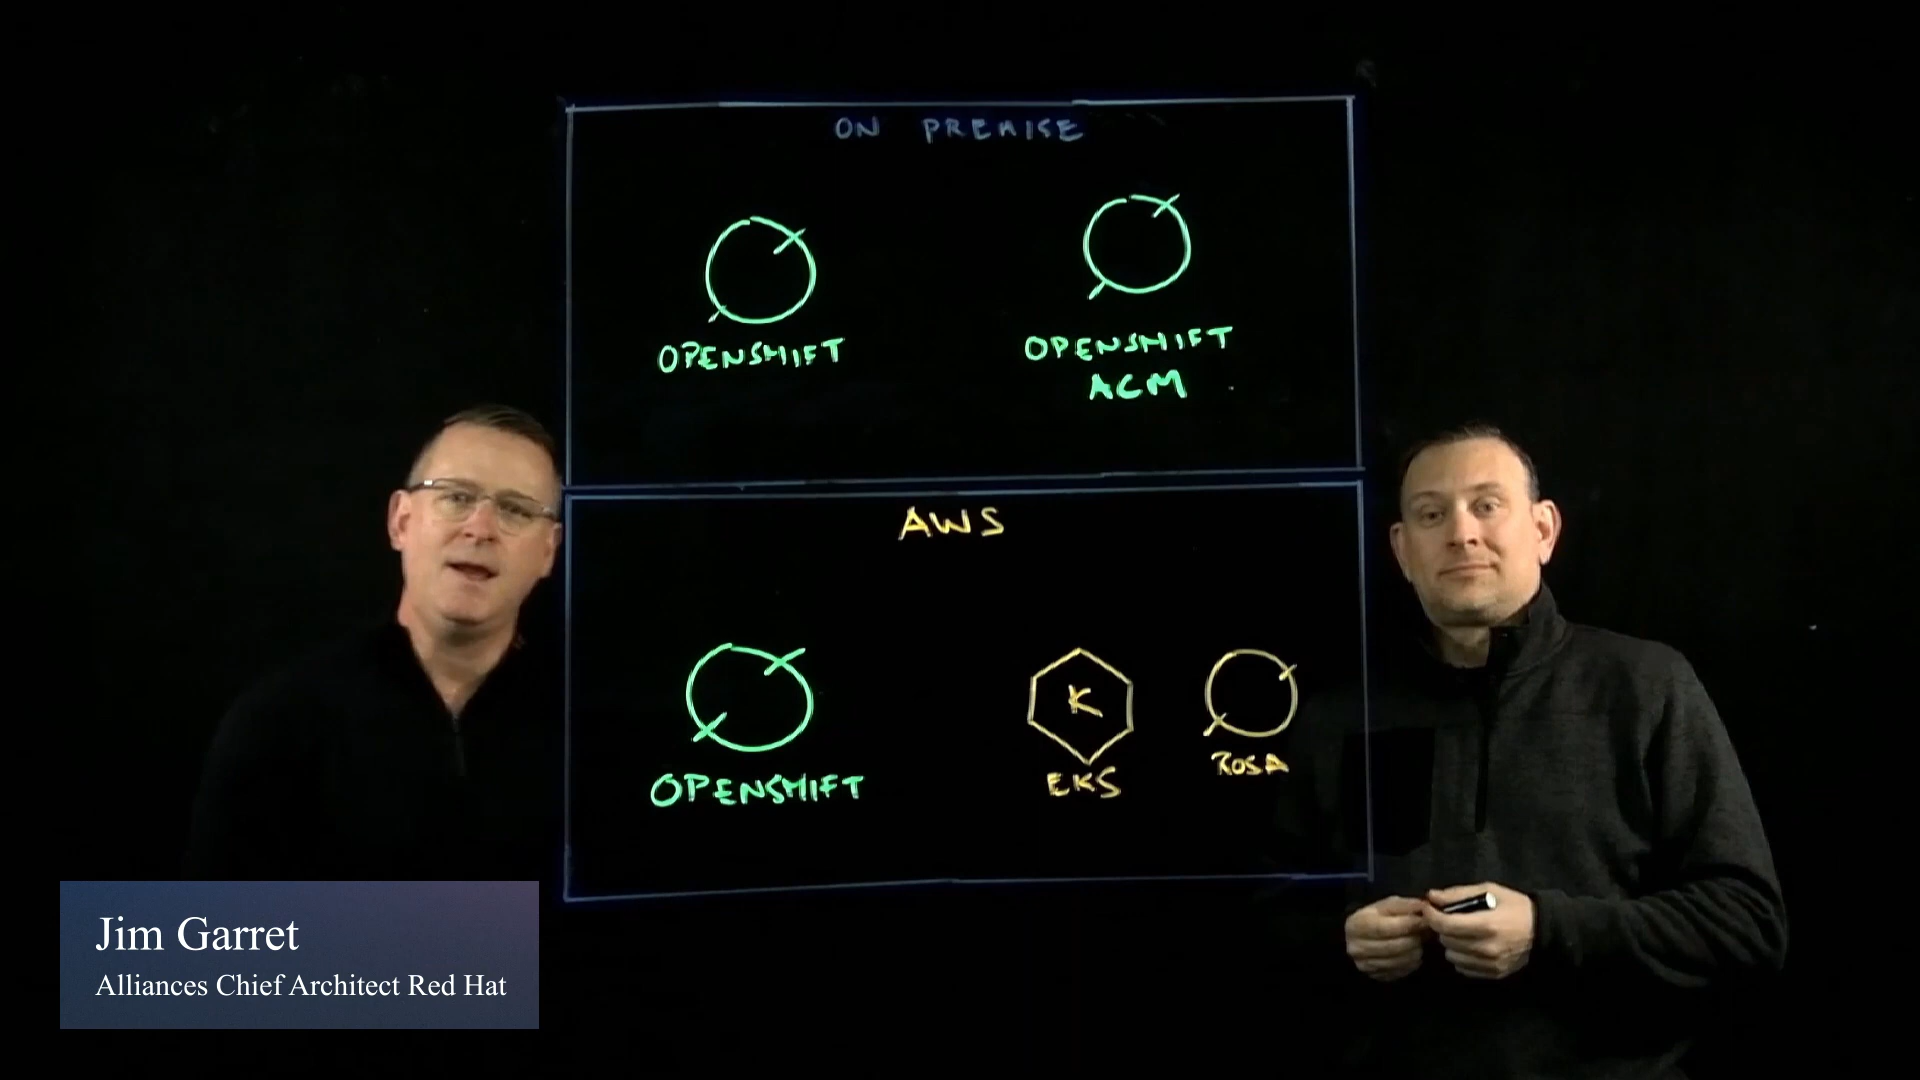 ON PREMISE
OPENSHIFT
OPENSHIFT
ACM
AWS
OPENSHIFT
K
EKS
ROSA
Jim Garret
Alliances Chief Architect Red Hat